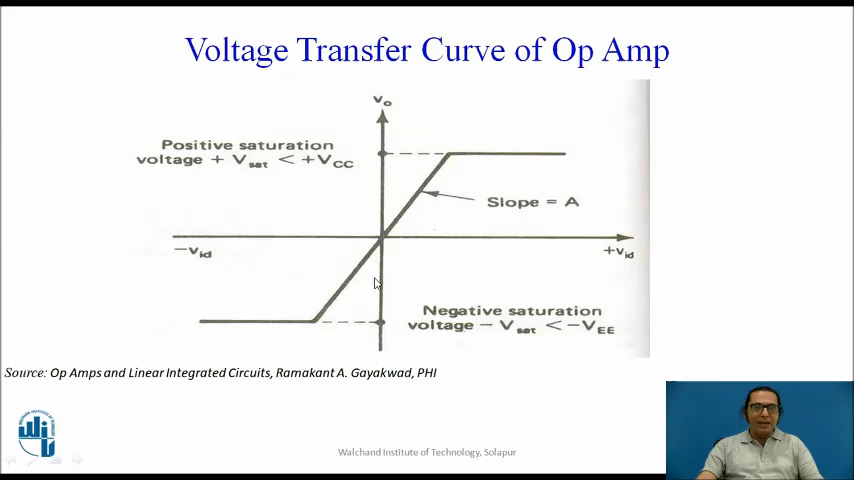 Voltage Transfer Curve of Op Amp
Vo
Positive saturation
voltage + Vsat < +VCC
Slope = A
−Vid
+Vid
Negative saturation
voltage − Vsat < −VEE
Source: Op Amps and Linear Integrated Circuits, Ramakant A. Gayakwad, PHI
Walchand Institute of Technology, Solapur